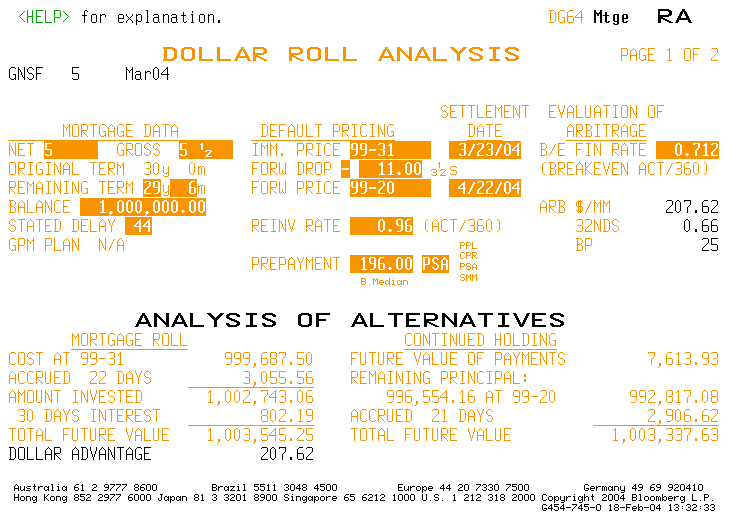 <HELP> for explanation. DG64 Mtge RA
DOLLAR ROLL ANALYSIS PAGE 1 OF 2
GNSF 5 Mar04
SETTLEMENT EVALUATION OF
MORTGAGE DATA DEFAULT PRICING DATE ARBITRAGE
NET 5 GROSS 5 ½ IMM. PRICE 99-31 3/23/04 B/E FIN RATE 0.712
ORIGINAL TERM 30y 0m FORW DROP - 11.00 32's (BREAKEVEN ACT/360)
REMAINING TERM 29y 6m FORW PRICE 99-20 4/22/04
BALANCE 1,000,000.00 ARB $/MM 207.62
STATED DELAY 44 REINV RATE 0.96 (ACT/360) 32NDS 0.66
GPM PLAN N/A BP 25
PPL
CPR
PREPAYMENT 196.00 PSA PSA
SMM
B.Median
ANALYSIS OF ALTERNATIVES
MORTGAGE ROLL CONTINUED HOLDING
COST AT 99-31 999,687.50 FUTURE VALUE OF PAYMENTS 7,613.93
ACCRUED 22 DAYS 3,055.56 REMAINING PRINCIPAL:
AMOUNT INVESTED 1,002,743.06 996,554.16 AT 99-20 992,817.08
30 DAYS INTEREST 802.19 ACCRUED 21 DAYS 2,906.62
TOTAL FUTURE VALUE 1,003,545.25 TOTAL FUTURE VALUE 1,003,337.63
DOLLAR ADVANTAGE 207.62
Australia 61 2 9777 8600 Brazil 5511 3048 4500 Europe 44 20 7330 7500 Germany 49 69 920410
Hong Kong 852 2977 6000 Japan 81 3 3201 8900 Singapore 65 6212 1000 U.S. 1 212 318 2000 Copyright 2004 Bloomberg L.P.
G454-745-0 18-Feb-04 13:32:33